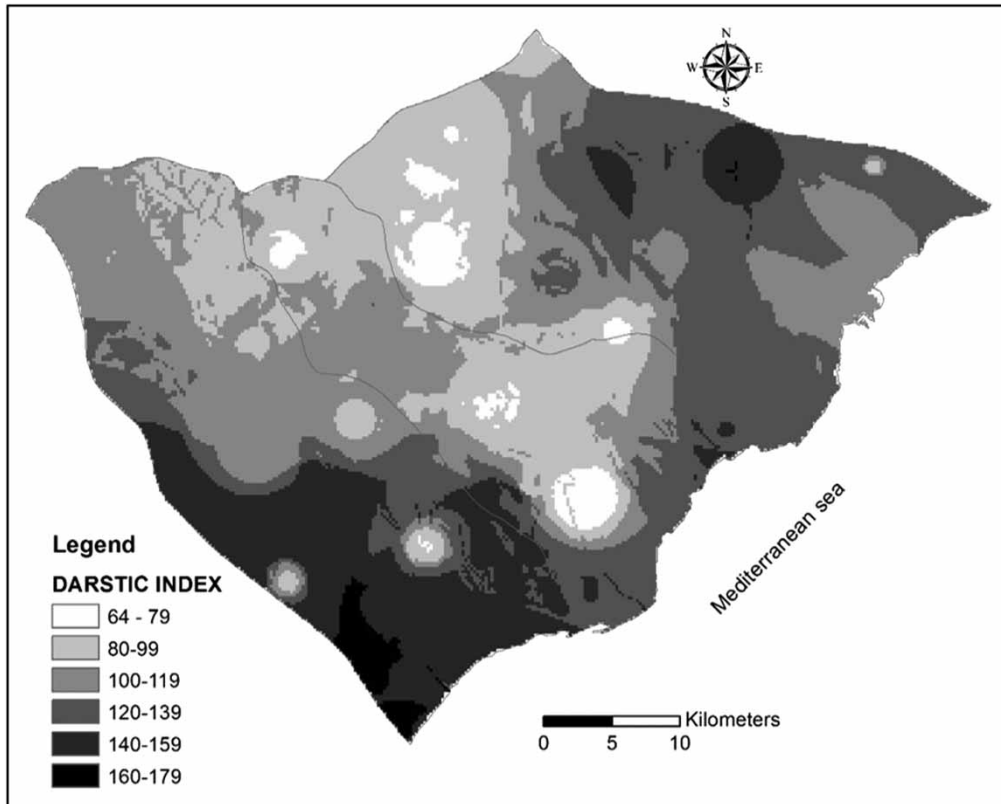 N
W E
S
Mediterranean sea
Legend
DARSTIC INDEX
64 - 79
80-99
100-119
120-139
140-159
160-179
Kilometers
0 5 10